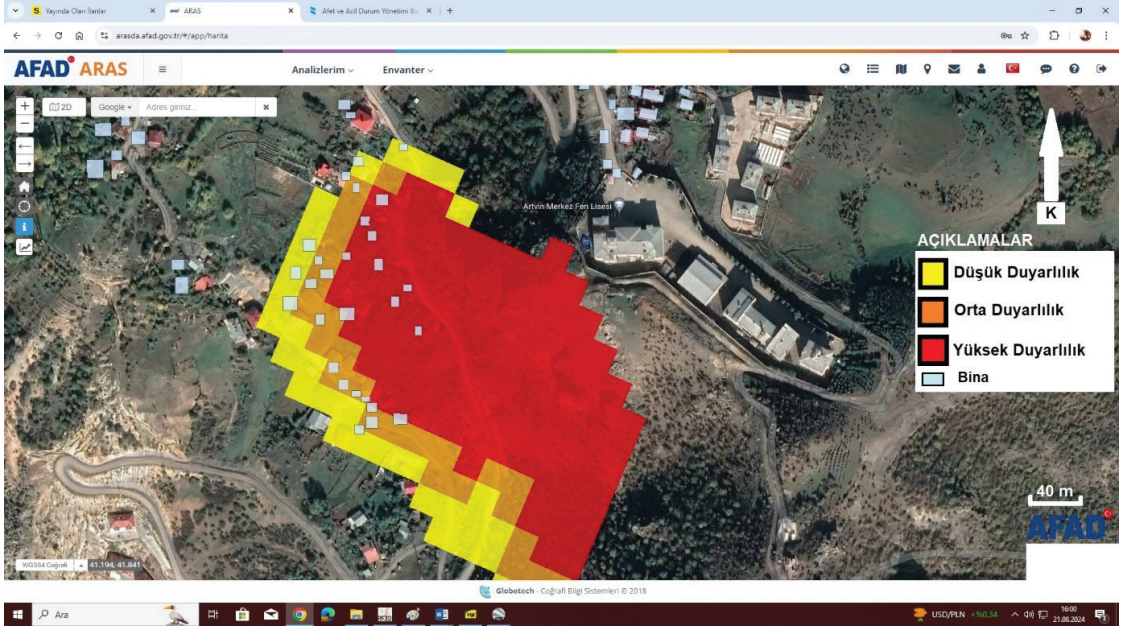 Yayında Olan İlanlar
ARAS
Afet ve Acil Durum Yönetimi Ba
arasda.afad.gov.tr/#/app/harita
AFAD ARAS
Analizlerim
Envanter
2D
Google
Adres giriniz...
Artvin Merkez Fen Lisesi
K
AÇIKLAMALAR
Düşük Duyarlılık
Orta Duyarlılık
Yüksek Duyarlılık
Bina
40 m
AFAD
WGS84 Coğrafi
41.194, 41.841
Globetech - Coğrafi Bilgi Sistemleri © 2018
Ara
USD/PLN +%0,34
16:00
21.08.2024